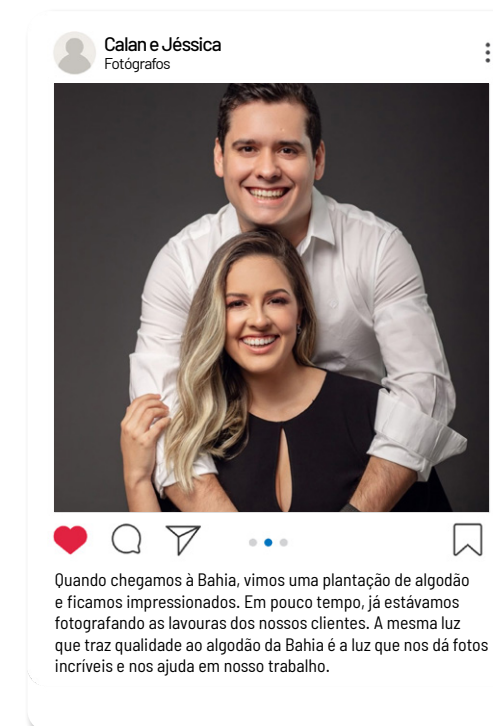 Calan e Jéssica
Fotógrafos
Quando chegamos à Bahia, vimos uma plantação de algodão
e ficamos impressionados. Em pouco tempo, já estávamos
fotografando as lavouras dos nossos clientes. A mesma luz
que traz qualidade ao algodão da Bahia é a luz que nos dá fotos
incríveis e nos ajuda em nosso trabalho.